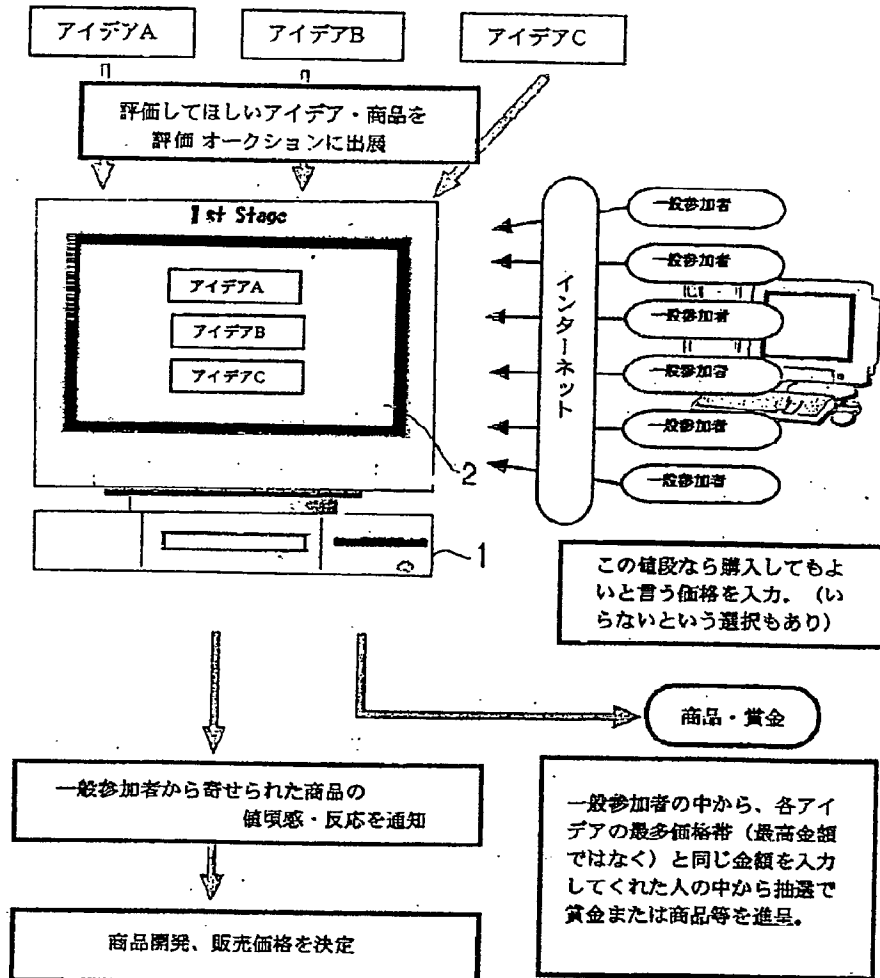 アイデアA
アイデアB
アイデアC
評価してほしいアイデア・商品を
評価 オークションに出展
1st Stage
アイデアA
アイデアB
アイデアC
2
1
インターネット
一般参加者
一般参加者
一般参加者
一般参加者
一般参加者
一般参加者
この値段なら購入してもよ
いと言う価格を入力。（い
らないという選択もあり）
商品・賞金
一般参加者から寄せられた商品の
値頃感・反応を通知
一般参加者の中から、各アイ
デアの最多価格帯（最高金額
ではなく）と同じ金額を入力
してくれた人の中から抽選で
賞金または商品等を進呈。
商品開発、販売価格を決定